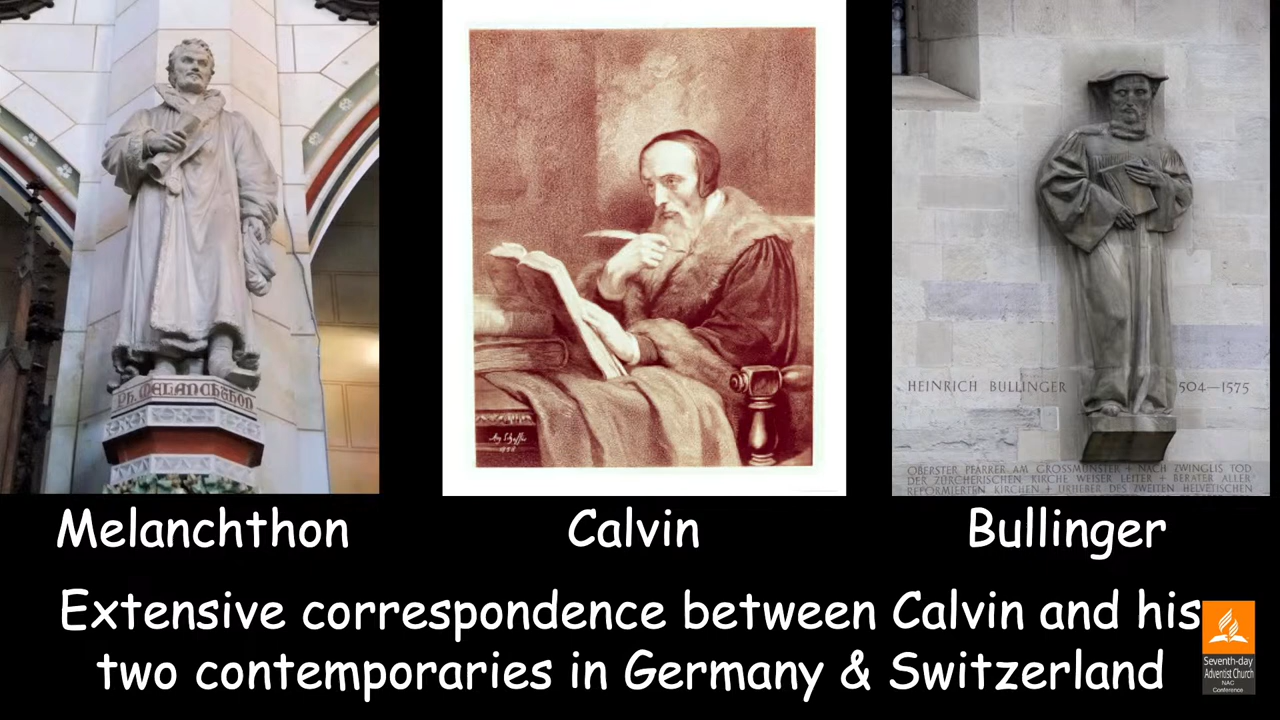 PH. MELANCHTHON
HEINRICH BULLINGER 504—1575
OBERSTER PFARRER AM GROSSMÜNSTER + NACH ZWINGLIS TOD
DER ZÜRCHERISCHEN KIRCHE WEISER LEITER + BERATER ALLER
REFORMIERTEN KIRCHEN + URHEBER DES ZWEITEN HELVETISCHEN
Melanchthon
Calvin
Bullinger
Extensive correspondence between Calvin and his
two contemporaries in Germany & Switzerland
Seventh-day
Adventist Church
NAC
Conference